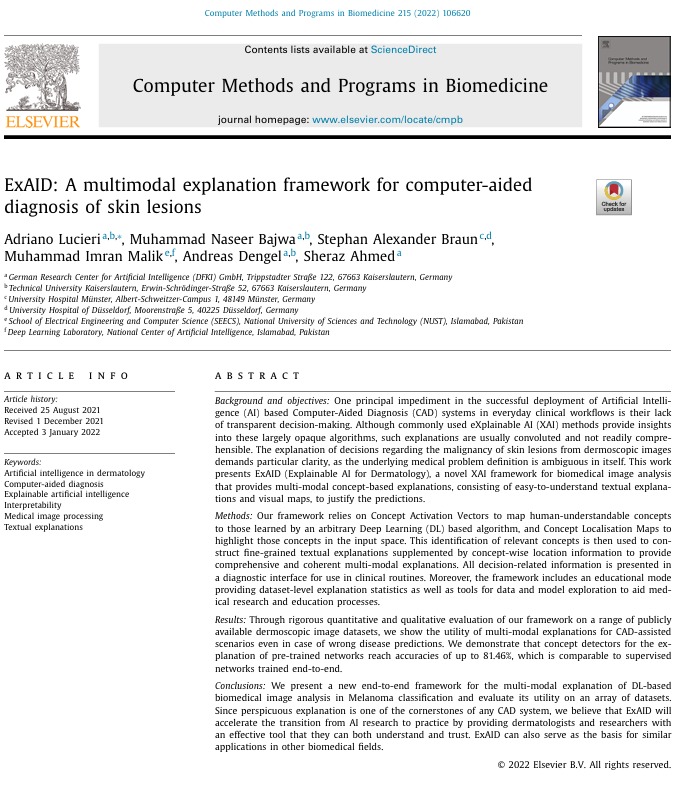 Computer Methods and Programs in Biomedicine 215 (2022) 106620
Contents lists available at ScienceDirect
Computer Methods and Programs in Biomedicine
journal homepage: www.elsevier.com/locate/cmpb
ELSEVIER
ExAID: A multimodal explanation framework for computer-aided
diagnosis of skin lesions
Check for
updates
Adriano Lucieri a,b,∗, Muhammad Naseer Bajwa a,b, Stephan Alexander Braun c,d,
Muhammad Imran Malik e,f, Andreas Dengel a,b, Sheraz Ahmed a
a German Research Center for Artificial Intelligence (DFKI) GmbH, Trippstadter Straße 122, 67663 Kaiserslautern, Germany
b Technical University Kaiserslautern, Erwin-Schrödinger-Straße 52, 67663 Kaiserslautern, Germany
c University Hospital Münster, Albert-Schweitzer-Campus 1, 48149 Münster, Germany
d University Hospital of Düsseldorf, Moorenstraße 5, 40225 Düsseldorf, Germany
e School of Electrical Engineering and Computer Science (SEECS), National University of Sciences and Technology (NUST), Islamabad, Pakistan
f Deep Learning Laboratory, National Center of Artificial Intelligence, Islamabad, Pakistan
ARTICLE INFO
Article history:
Received 25 August 2021
Revised 1 December 2021
Accepted 3 January 2022
Keywords:
Artificial intelligence in dermatology
Computer-aided diagnosis
Explainable artificial intelligence
Interpretability
Medical image processing
Textual explanations
ABSTRACT
Background and objectives: One principal impediment in the successful deployment of Artificial Intelli-
gence (AI) based Computer-Aided Diagnosis (CAD) systems in everyday clinical workflows is their lack
of transparent decision-making. Although commonly used eXplainable AI (XAI) methods provide insights
into these largely opaque algorithms, such explanations are usually convoluted and not readily compre-
hensible. The explanation of decisions regarding the malignancy of skin lesions from dermoscopic images
demands particular clarity, as the underlying medical problem definition is ambiguous in itself. This work
presents ExAID (Explainable AI for Dermatology), a novel XAI framework for biomedical image analysis
that provides multi-modal concept-based explanations, consisting of easy-to-understand textual explana-
tions and visual maps, to justify the predictions.
Methods: Our framework relies on Concept Activation Vectors to map human-understandable concepts
to those learned by an arbitrary Deep Learning (DL) based algorithm, and Concept Localisation Maps to
highlight those concepts in the input space. This identification of relevant concepts is then used to con-
struct fine-grained textual explanations supplemented by concept-wise location information to provide
comprehensive and coherent multi-modal explanations. All decision-related information is presented in
a diagnostic interface for use in clinical routines. Moreover, the framework includes an educational mode
providing dataset-level explanation statistics as well as tools for data and model exploration to aid med-
ical research and education processes.
Results: Through rigorous quantitative and qualitative evaluation of our framework on a range of publicly
available dermoscopic image datasets, we show the utility of multi-modal explanations for CAD-assisted
scenarios even in case of wrong disease predictions. We demonstrate that concept detectors for the ex-
planation of pre-trained networks reach accuracies of up to 81.46%, which is comparable to supervised
networks trained end-to-end.
Conclusions: We present a new end-to-end framework for the multi-modal explanation of DL-based
biomedical image analysis in Melanoma classification and evaluate its utility on an array of datasets.
Since perspicuous explanation is one of the cornerstones of any CAD system, we believe that ExAID will
accelerate the transition from AI research to practice by providing dermatologists and researchers with
an effective tool that they can both understand and trust. ExAID can also serve as the basis for similar
applications in other biomedical fields.
© 2022 Elsevier B.V. All rights reserved.